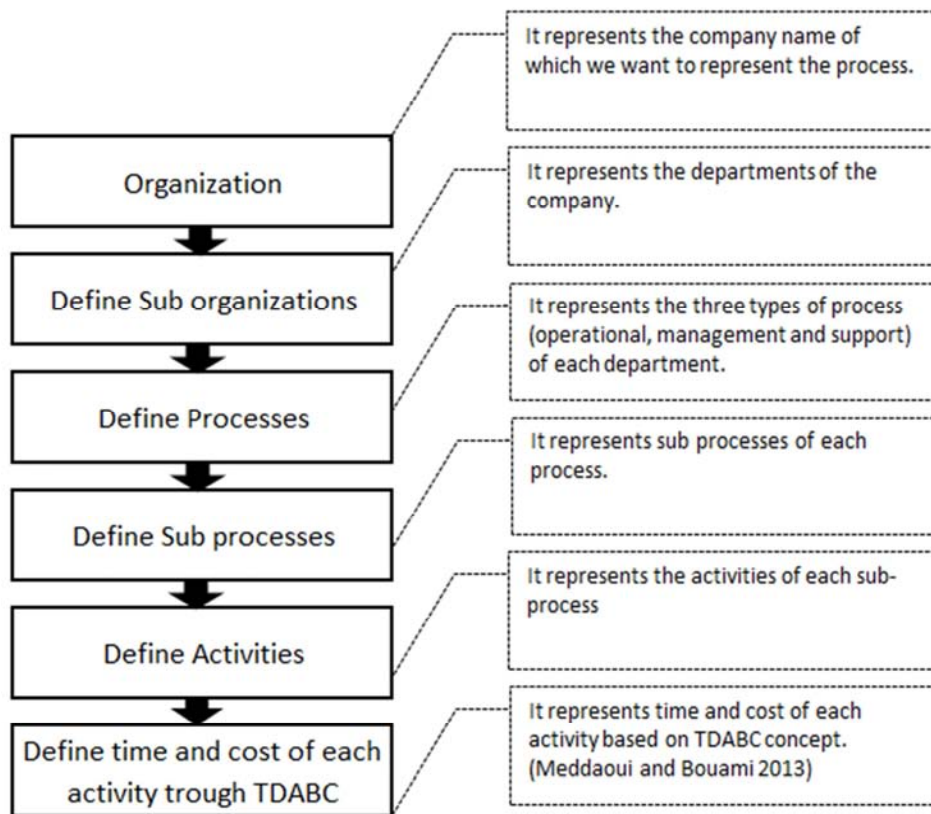 It represents the company name of
which we want to represent the process.
Organization
It represents the departments of the
company.
Define Sub organizations
It represents the three types of process
(operational, management and support)
of each department.
Define Processes
It represents sub processes of each
process.
Define Sub processes
It represents the activities of each sub-
process
Define Activities
It represents time and cost of each
activity based on TDABC concept.
(Meddaoui and Bouami 2013)
Define time and cost of each
activity trough TDABC